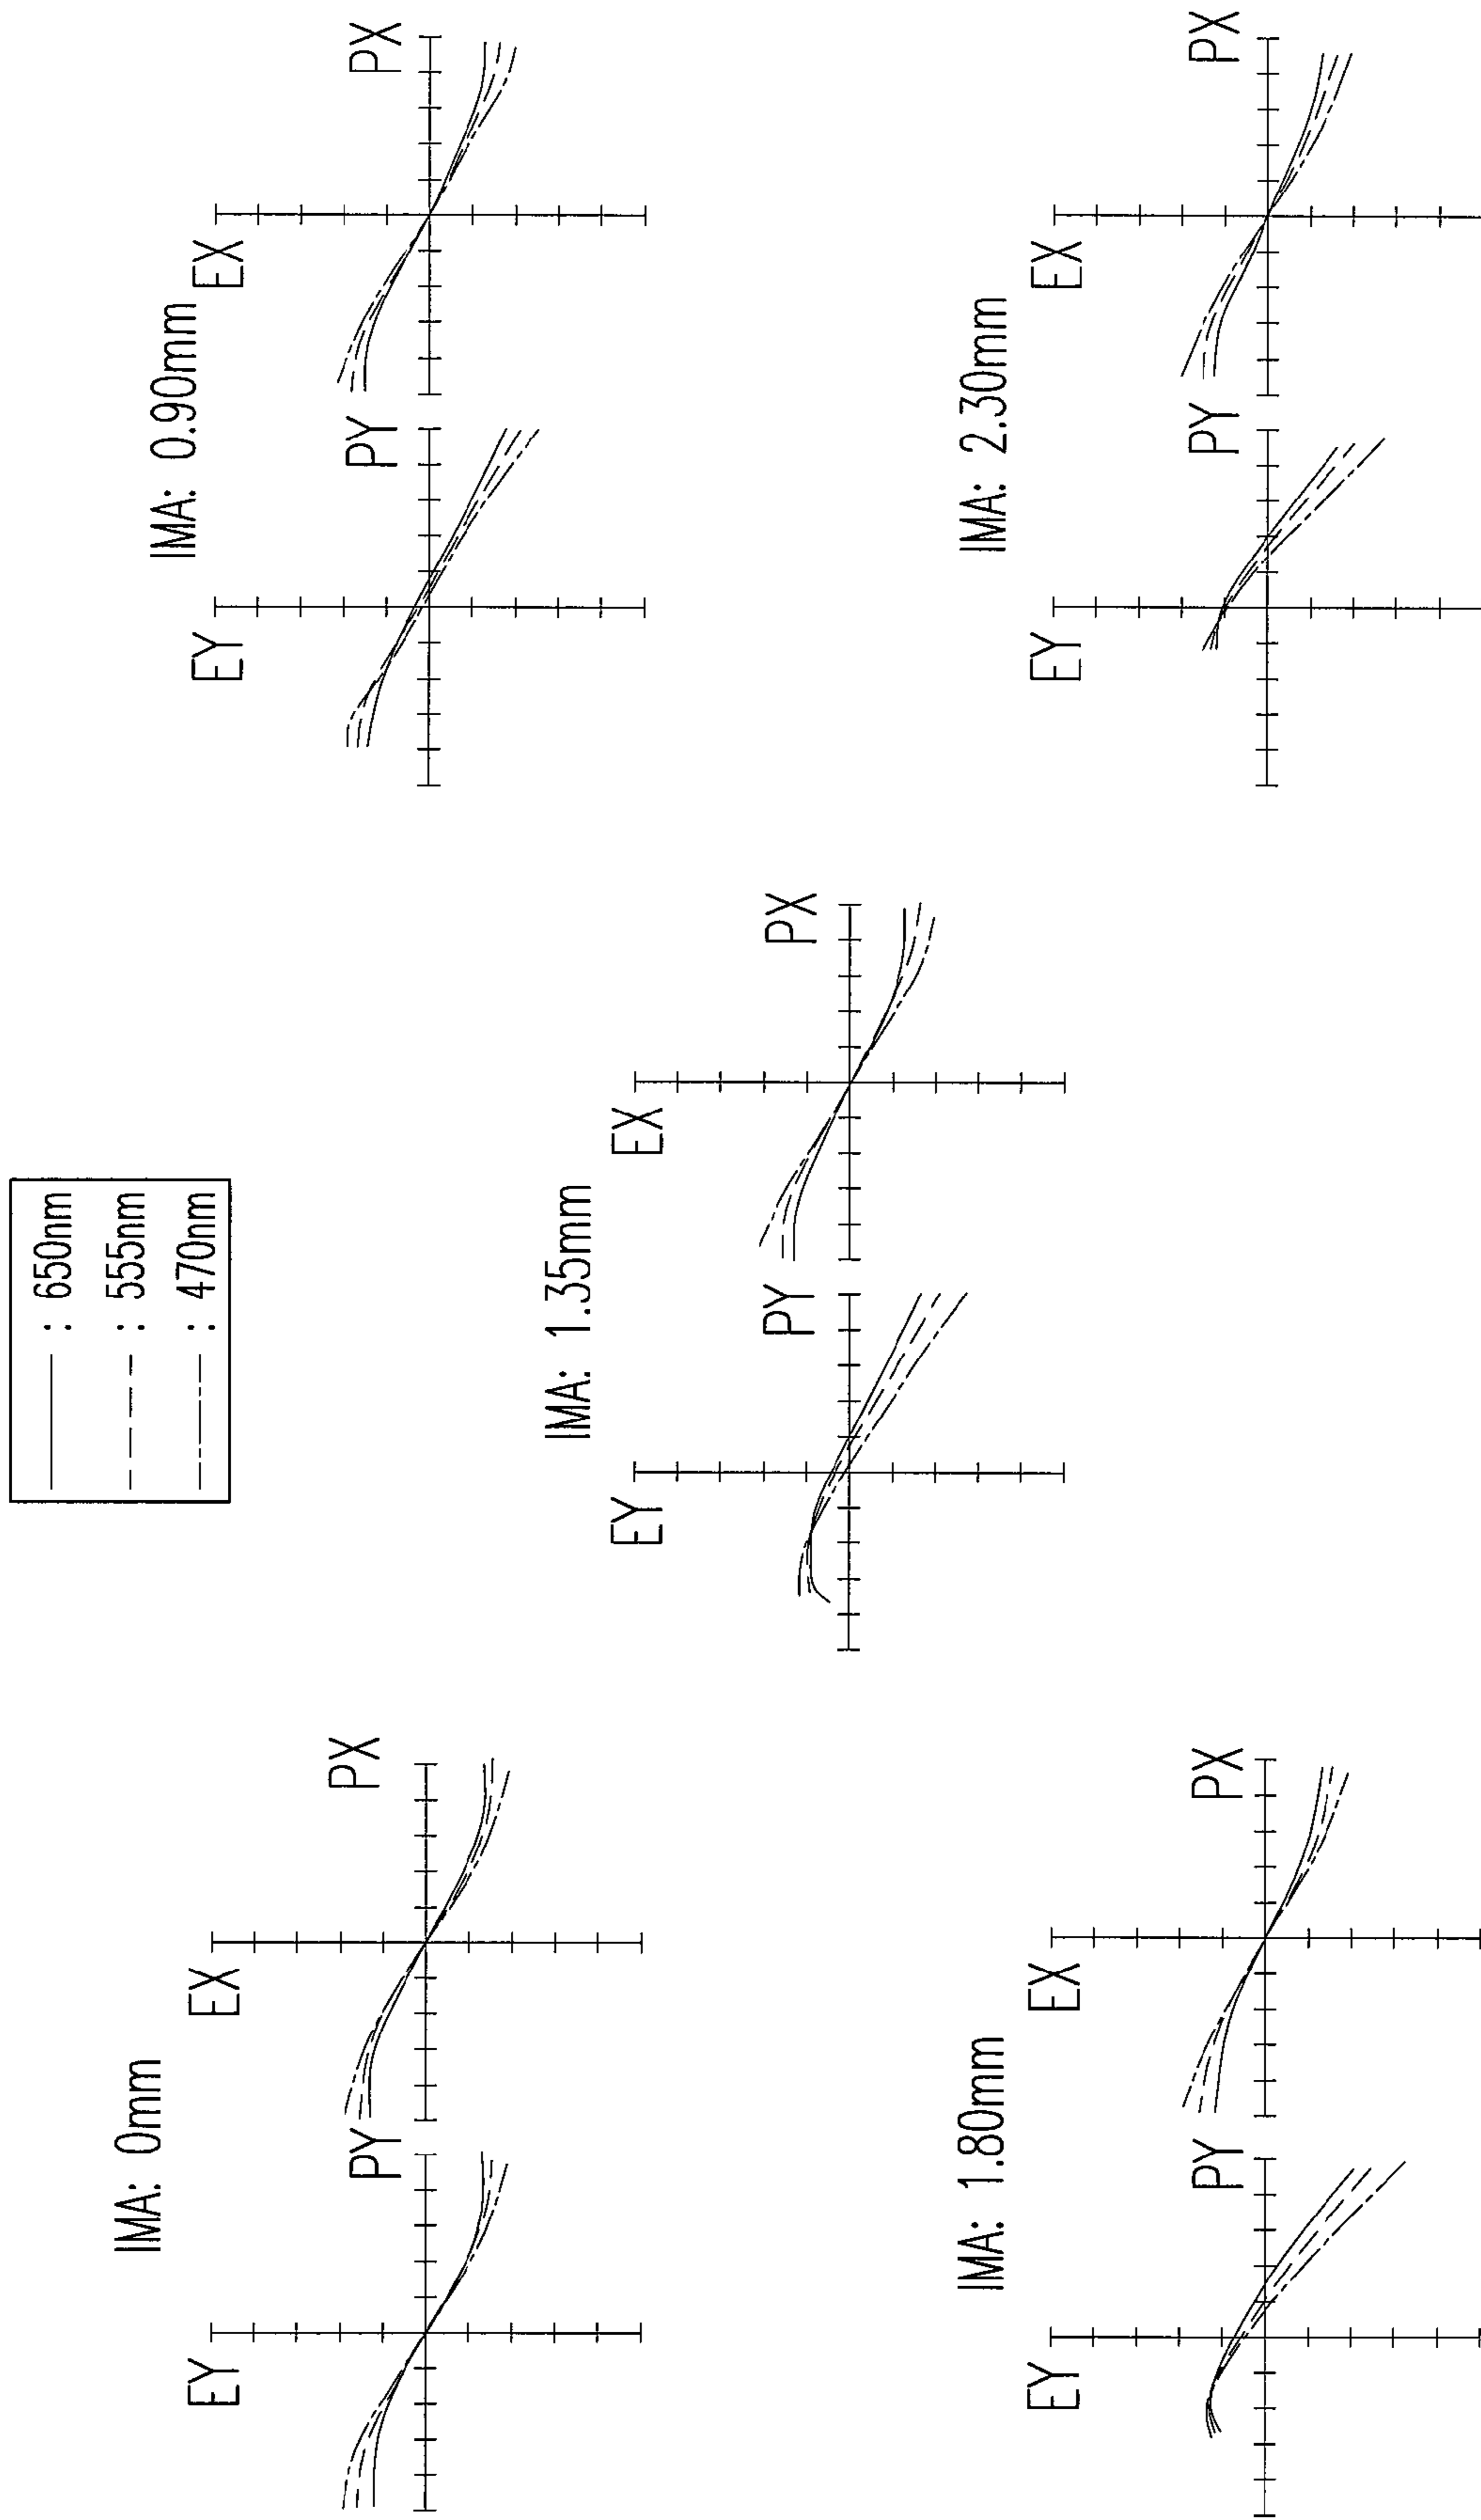 : 650nm
: 555nm
: 470nm
IMA: 0mm
EY
PY
EX
PX
IMA: 0.90mm
EY
PY
EX
PX
IMA: 1.35mm
EY
PY
EX
PX
IMA: 1.80mm
EY
PY
EX
PX
IMA: 2.30mm
EY
PY
EX
PX